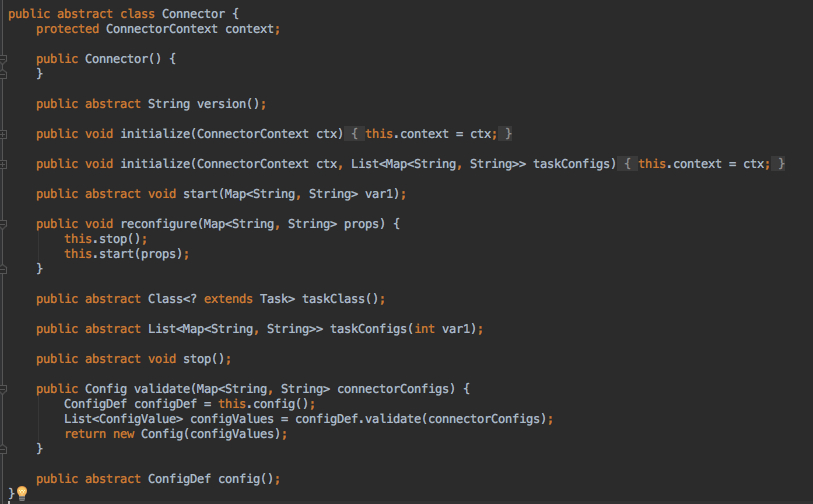 public abstract class Connector {
    protected ConnectorContext context;
    public Connector() {
    }
    public abstract String version();
    public void initialize(ConnectorContext ctx) { this.context = ctx; }
    public void initialize(ConnectorContext ctx, List<Map<String, String>> taskConfigs) { this.context = ctx; }
    public abstract void start(Map<String, String> var1);
    public void reconfigure(Map<String, String> props) {
        this.stop();
        this.start(props);
    }
    public abstract Class<? extends Task> taskClass();
    public abstract List<Map<String, String>> taskConfigs(int var1);
    public abstract void stop();
    public Config validate(Map<String, String> connectorConfigs) {
        ConfigDef configDef = this.config();
        List<ConfigValue> configValues = configDef.validate(connectorConfigs);
        return new Config(configValues);
    }
    public abstract ConfigDef config();
}